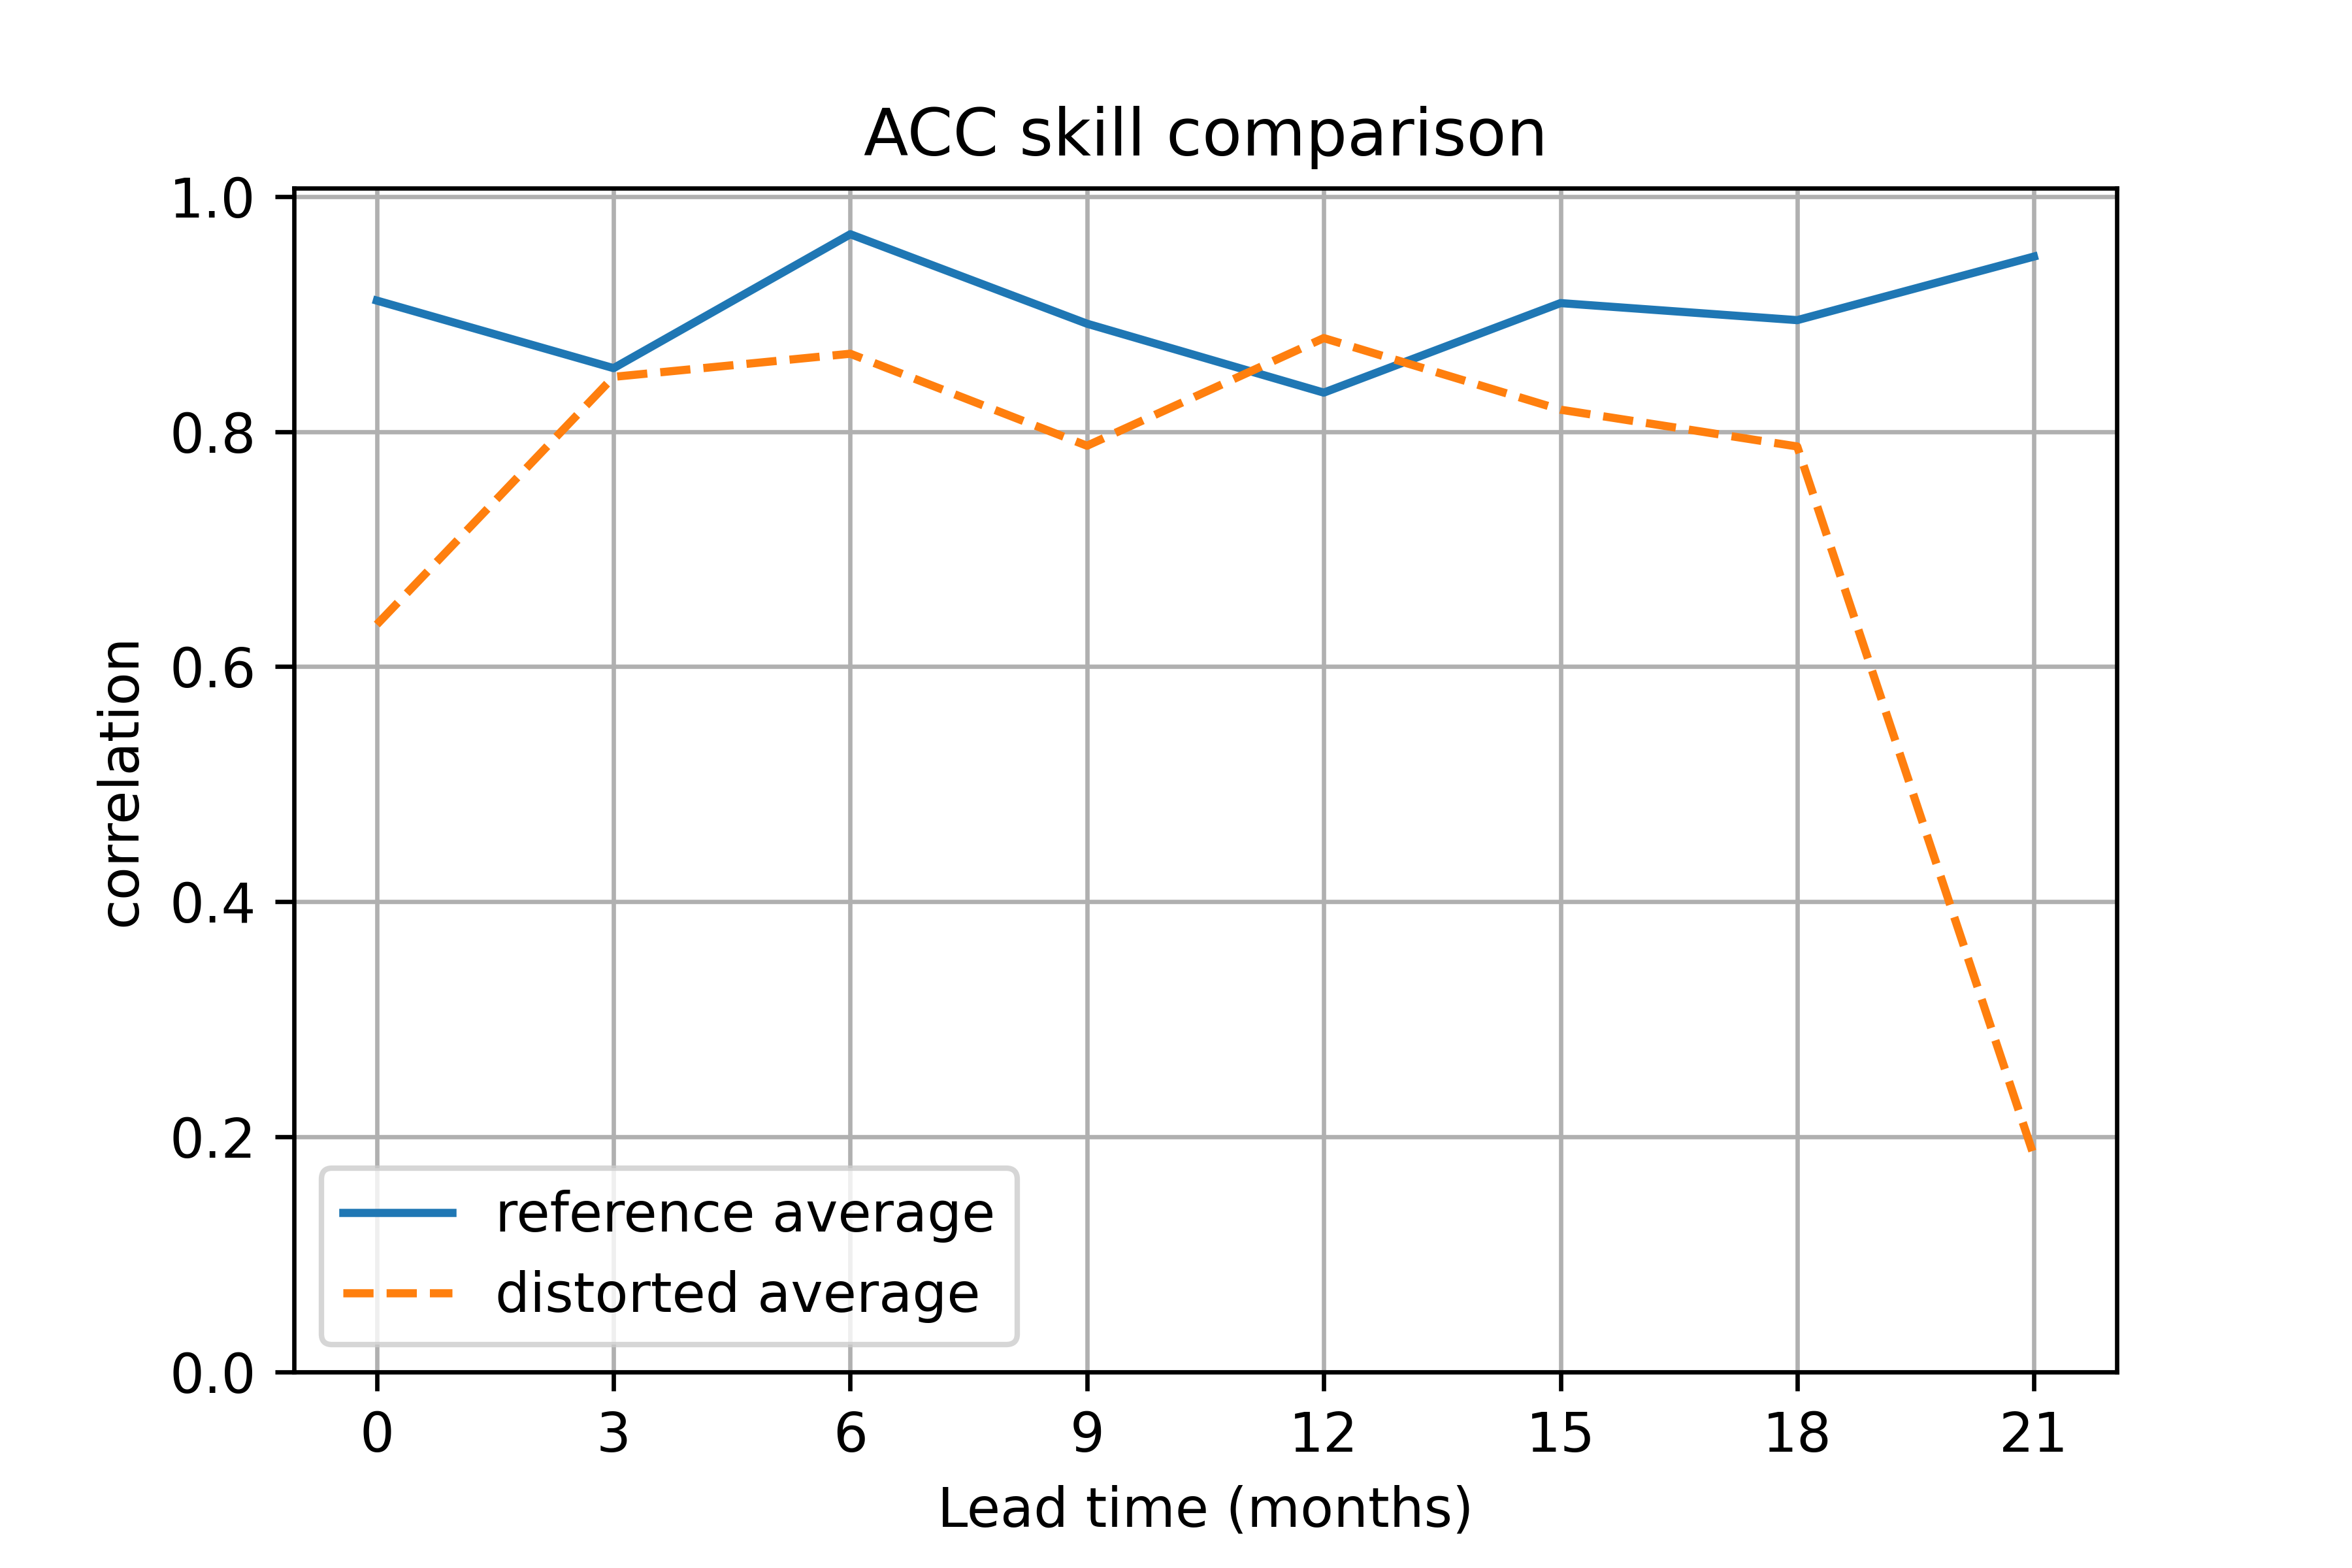 ACC skill comparison
1.0
0.8
0.6
0.4
0.2
0.0
correlation
reference average
distorted average
0 3 6 9 12 15 18 21
Lead time (months)